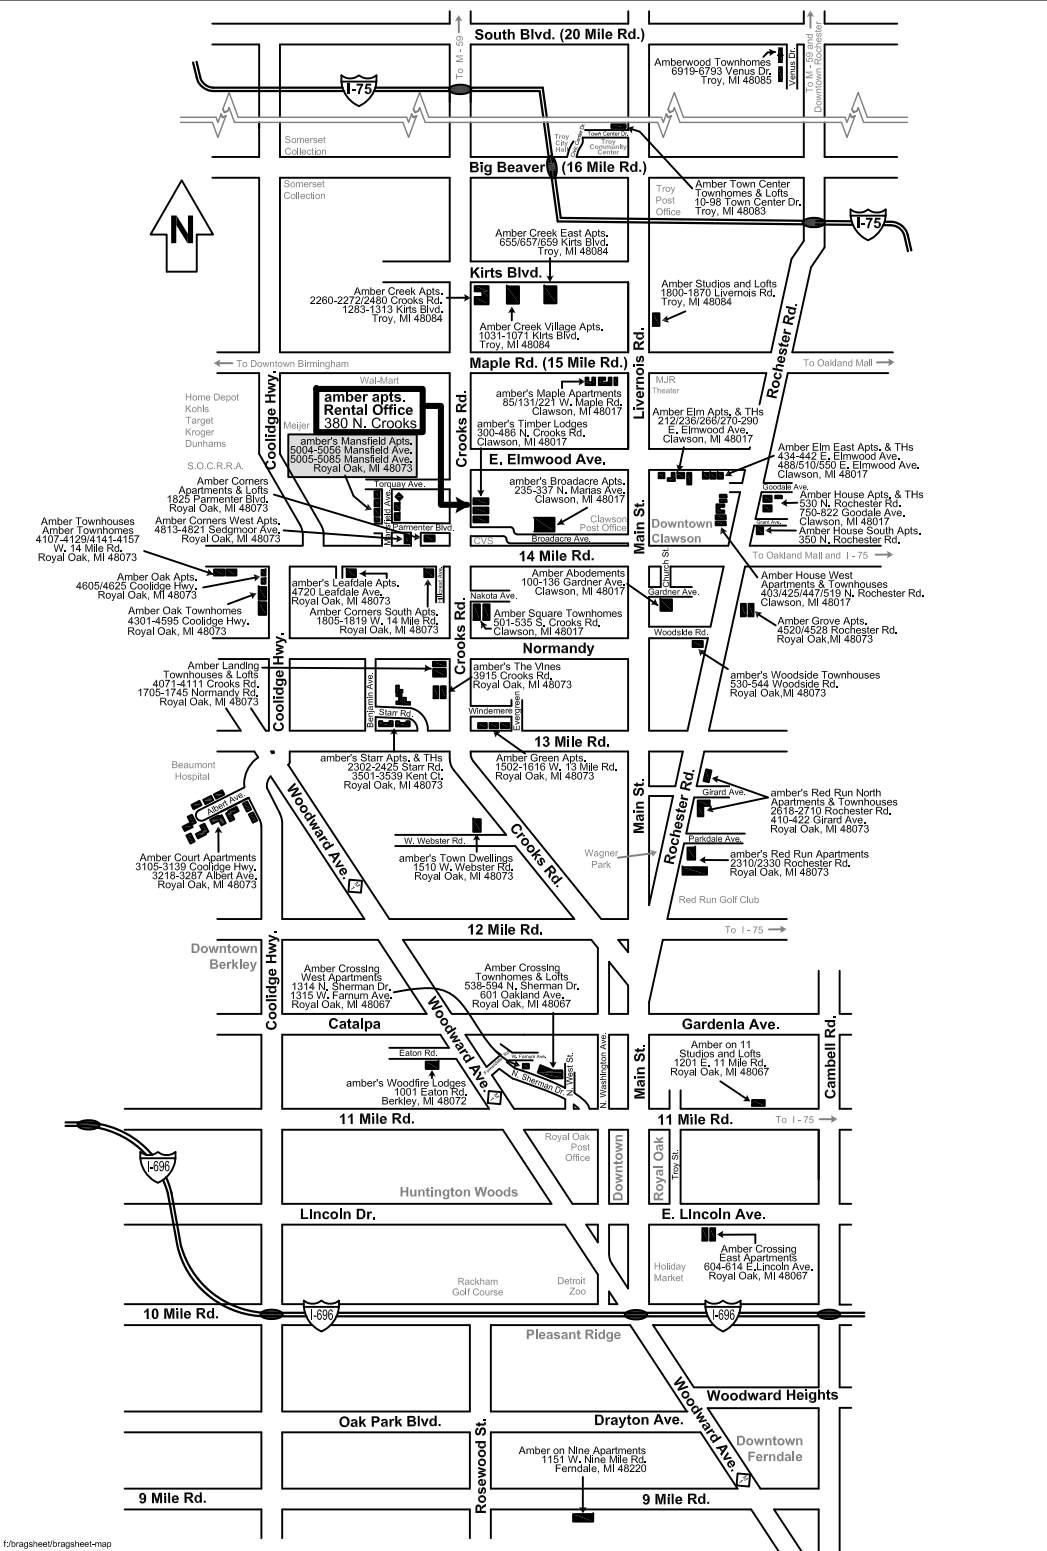 South Blvd. (20 Mile Rd.)
To M - 59
To M - 59 and
Downtown Rochester
Amberwood Townhomes
6919-6793 Venus Dr.
Troy, MI 48085
Venus Dr.
I-75
Somerset
Collection
Troy
City
Hall
Civic Center Dr.
Town Center Dr.
Troy
Community
Center
Big Beaver (16 Mile Rd.)
Somerset
Collection
Troy
Post
Office
Amber Town Center
Townhomes & Lofts
10-98 Town Center Dr.
Troy, MI 48083
N
I-75
Amber Creek East Apts.
655/657/659 Kirts Blvd.
Troy, MI 48084
Kirts Blvd.
Amber Creek Apts.
2260-2272/2480 Crooks Rd.
1283-1313 Kirts Blvd.
Troy, MI 48084
Amber Creek Village Apts.
1031-1071 Kirts Blvd.
Troy, MI 48084
Amber Studios and Lofts
1800-1870 Livernois Rd.
Troy, MI 48084
Livernois Rd.
Rochester Rd.
To Downtown Birmingham
Maple Rd. (15 Mile Rd.)
To Oakland Mall
Coolidge Hwy.
Wal-Mart
Home Depot
Kohls
Target
Kroger
Dunhams
Meijer
S.O.C.R.R.A.
amber apts.
Rental Office
380 N. Crooks
Crooks Rd.
amber's Mansfield Apts.
5004-5056 Mansfield Ave.
5005-5085 Mansfield Ave.
Royal Oak, MI 48073
amber's Maple Apartments
85/131/221 W. Maple Rd.
Clawson, MI 48017
amber's Timber Lodges
300-486 N. Crooks Rd.
Clawson, MI 48017
MJR
Theater
Amber Elm Apts. & THs
212/236/266/270-290
E. Elmwood Ave.
Clawson, MI 48017
E. Elmwood Ave.
Amber Elm East Apts. & THs
434-442 E. Elmwood Ave.
488/510/550 E. Elmwood Ave.
Clawson, MI 48017
Amber Corners
Apartments & Lofts
1825 Parmenter Blvd.
Royal Oak, MI 48073
Torquay Ave.
Mansfield Ave.
Parmenter Blvd.
amber's Broadacre Apts.
235-337 N. Marias Ave.
Clawson, MI 48017
Clawson
Post Office
Broadacre Ave.
CVS
Main St.
Downtown
Clawson
Goodale Ave.
Grant Ave.
Amber House Apts. & THs
530 N. Rochester Rd.
750-822 Goodale Ave.
Clawson, MI 48017
Amber House South Apts.
350 N. Rochester Rd.
Amber Townhouses
Amber Townhomes
4107-4129/4141-4157
W. 14 Mile Rd.
Royal Oak, MI 48073
Amber Corners West Apts.
4813-4821 Sedgmoor Ave.
Royal Oak, MI 48073
14 Mile Rd.
To Oakland Mall and I - 75
Church St.
Amber Oak Apts.
4605/4625 Coolidge Hwy.
Royal Oak, MI 48073
Amber Oak Townhomes
4301-4595 Coolidge Hwy.
Royal Oak, MI 48073
amber's Leafdale Apts.
4720 Leafdale Ave.
Royal Oak, MI 48073
Amber Corners South Apts.
1805-1819 W. 14 Mile Rd.
Royal Oak, MI 48073
Nakota Ave.
Amber Abodements
100-136 Gardner Ave.
Clawson, MI 48017
Gardner Ave.
Amber Square Townhomes
501-535 S. Crooks Rd.
Clawson, MI 48017
Amber House West
Apartments & Townhouses
403/425/447/519 N. Rochester Rd.
Clawson, MI 48017
Amber Grove Apts.
4520/4528 Rochester Rd.
Royal Oak,MI 48073
Woodside Rd.
Coolidge Hwy.
Crooks Rd.
Normandy
Amber Landing
Townhouses & Lofts
4071-4111 Crooks Rd.
1705-1745 Normandy Rd.
Royal Oak, MI 48073
amber's The Vines
3915 Crooks Rd.
Royal Oak, MI 48073
amber's Woodside Townhouses
530-544 Woodside Rd.
Royal Oak,MI 48073
Benjamin Ave.
Starr Rd.
Windemere
Evergreen
13 Mile Rd.
Beaumont
Hospital
Albert Ave.
amber's Starr Apts. & THs
2302-2425 Starr Rd.
3501-3539 Kent Ct.
Royal Oak, MI 48073
Amber Green Apts.
1502-1616 W. 13 Mile Rd.
Royal Oak, MI 48073
Woodward Ave.
Crooks Rd.
Main St.
Rochester Rd.
Girard Ave.
amber's Red Run North
Apartments & Townhouses
2618-2710 Rochester Rd.
410-422 Girard Ave.
Royal Oak, MI 48073
Parkdale Ave.
W. Webster Rd.
Amber Court Apartments
3105-3139 Coolidge Hwy.
3218-3287 Albert Ave.
Royal Oak, MI 48073
amber's Town Dwellings
1510 W. Webster Rd.
Royal Oak, MI 48073
Wagner
Park
amber's Red Run Apartments
2310/2330 Rochester Rd.
Royal Oak, MI 48073
Red Run Golf Club
12 Mile Rd.
To I - 75
Downtown
Berkley
Coolidge Hwy.
Amber Crossing
West Apartments
1314 N. Sherman Dr.
1315 W. Farnum Ave.
Royal Oak, MI 48067
Amber Crossing
Townhomes & Lofts
538-594 N. Sherman Dr.
601 Oakland Ave.
Royal Oak, MI 48067
Woodward Ave.
Catalpa
Gardenia Ave.
Cambell Rd.
Eaton Rd.
W. Farnum Ave.
N. Sherman Dr.
N. West St.
N. Washington Ave.
Main St.
Amber on 11
Studios and Lofts
1201 E. 11 Mile Rd.
Royal Oak, MI 48067
amber's Woodfire Lodges
1001 Eaton Rd.
Berkley, MI 48072
11 Mile Rd.
11 Mile Rd.
To I - 75
I-696
Royal Oak
Post
Office
Downtown
Royal Oak
Troy St.
Huntington Woods
Lincoln Dr.
E. Lincoln Ave.
Amber Crossing
East Apartments
604-614 E.Lincoln Ave.
Royal Oak, MI 48067
Holiday
Market
Rackham
Golf Course
Detroit
Zoo
10 Mile Rd.
I-696
I-696
Pleasant Ridge
Woodward Ave.
Woodward Heights
Oak Park Blvd.
Rosewood St.
Drayton Ave.
Downtown
Ferndale
Amber on Nine Apartments
1151 W. Nine Mile Rd.
Ferndale, MI 48220
9 Mile Rd.
9 Mile Rd.
f:/bragsheet/bragsheet-map